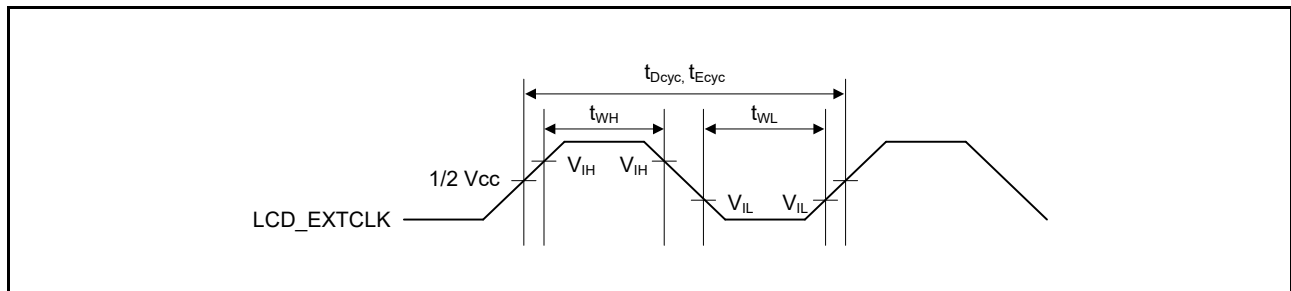 tDcyc, tEcyc
tWH tWL
VIH VIH
1/2 Vcc
VIL VIL
LCD_EXTCLK